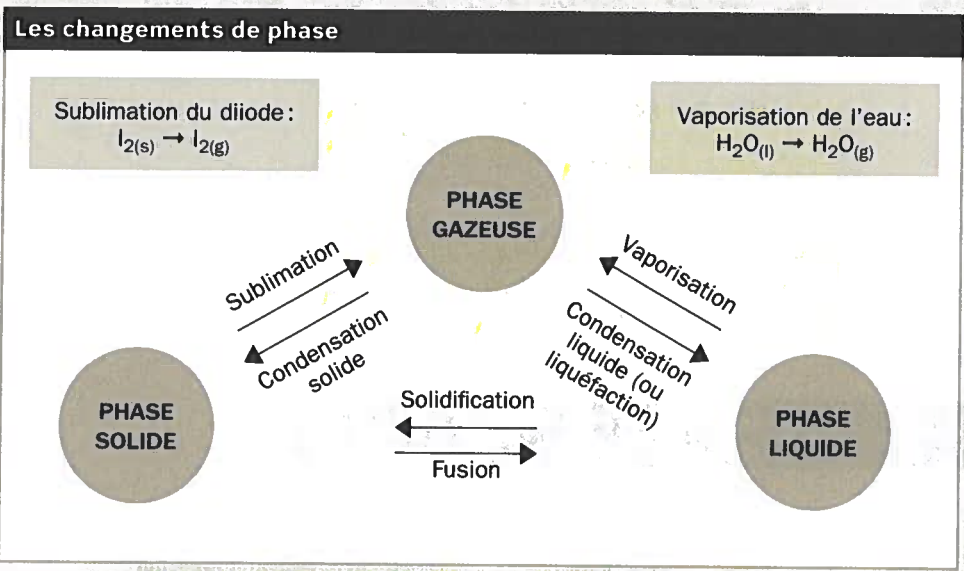 Les changements de phase
Sublimation du diiode :
I2(s) → I2(g)
Vaporisation de l'eau :
H2O(l) → H2O(g)
PHASE
GAZEUSE
Sublimation
Condensation
solide
Vaporisation
Condensation
liquide (ou
liquéfaction)
PHASE
SOLIDE
Solidification
Fusion
PHASE
LIQUIDE